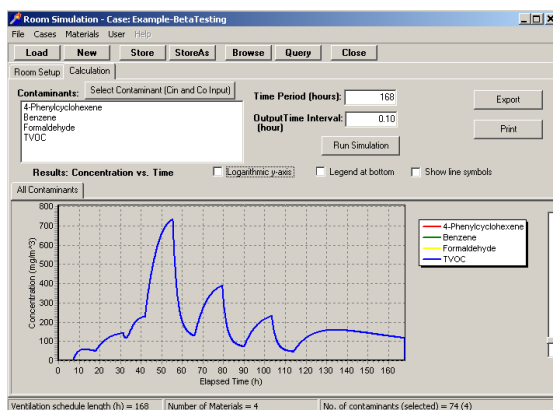 Room Simulation - Case: Example-BetaTesting
File Cases Materials User Help
Load New Store StoreAs Browse Query Close
Room Setup Calculation
Contaminants: Select Contaminant (Cin and Co Input)
4-Phenylcyclohexene
Benzene
Formaldehyde
TVOC
Time Period (hours): 168
OutputTime Interval: 0.10
(hour)
Run Simulation
Export
Print
Results: Concentration vs. Time Logarithmic y-axis Legend at bottom Show line symbols
All Contaminants
Concentration (mg/m^3)
800
700
600
500
400
300
200
100
0
0 10 20 30 40 50 60 70 80 90 100 110 120 130 140 150 160
Elapsed Time (h)
4-Phenylcyclohexene
Benzene
Formaldehyde
TVOC
Ventilation schedule length (h) = 168 Number of Materials = 4 No. of contaminants (selected) = 74 (4)